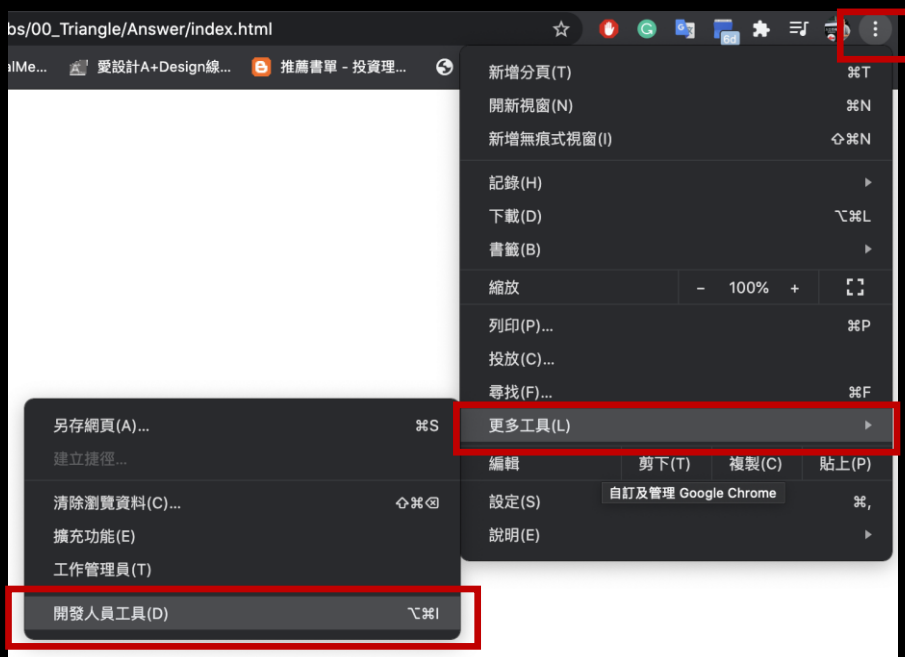 bs/00_Triangle/Answer/index.html
6d
alMe... 愛設計A+Design線... 推薦書單 - 投資理...
新增分頁(T) ⌘T
開新視窗(N) ⌘N
新增無痕式視窗(I) ⇧⌘N
記錄(H)
下載(D) ⌥⌘L
書籤(B)
縮放 - 100% +
列印(P)... ⌘P
投放(C)...
尋找(F)... ⌘F
更多工具(L)
編輯 剪下(T) 複製(C) 貼上(P)
自訂及管理 Google Chrome
設定(S) ⌘,
說明(E)
另存網頁(A)... ⌘S
建立捷徑...
清除瀏覽資料(C)... ⇧⌘⌫
擴充功能(E)
工作管理員(T)
開發人員工具(D) ⌥⌘I